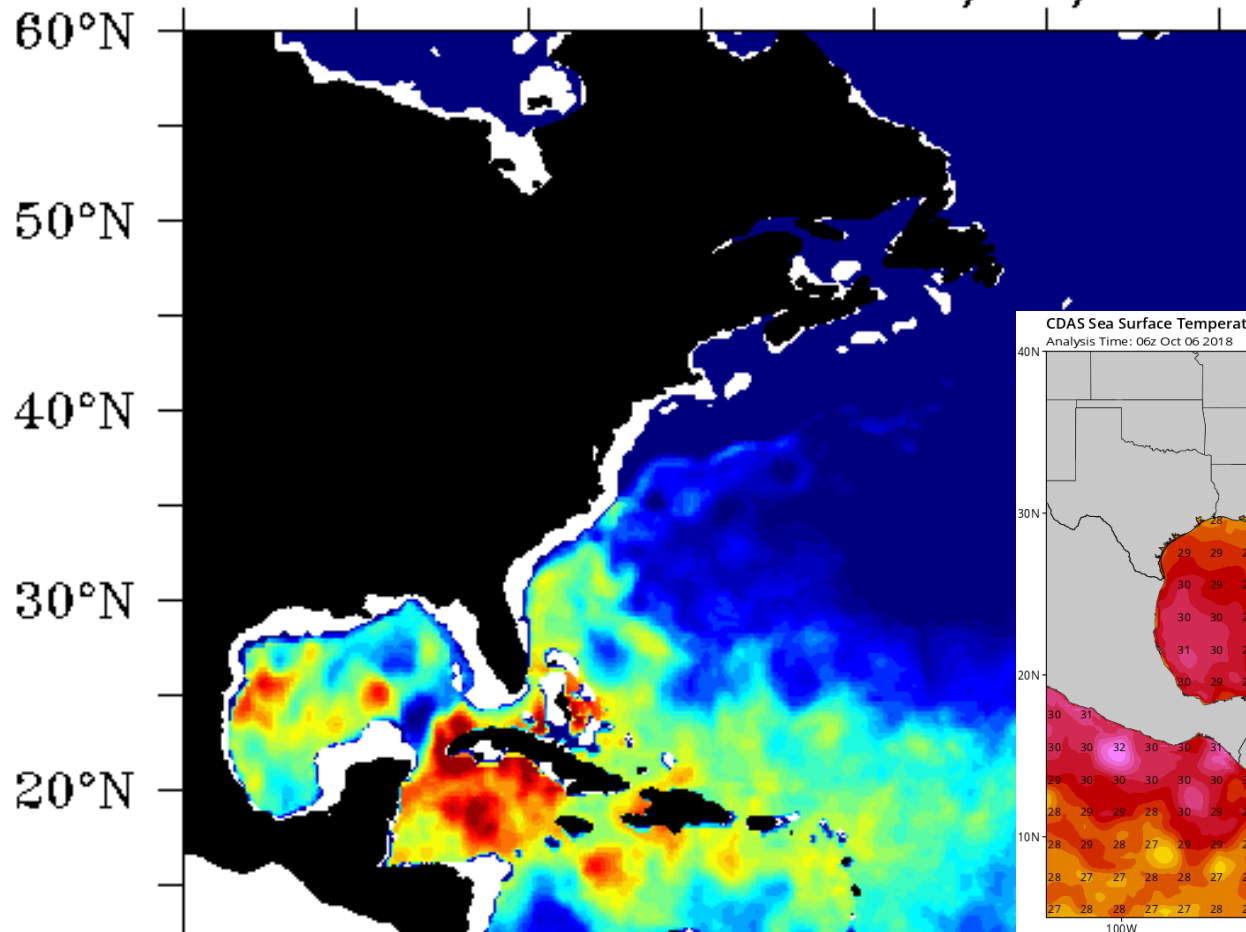 60°N
50°N
40°N
30°N
20°N
CDAS Sea Surface Temperat
Analysis Time: 06z Oct 06 2018
40N
30N
28
29 29
30 29
30 30
31 30
20N
30 29
30 31
30 30 32 30 30 31
29 30 30 30 30 30
28 29 29 29 30 29
10N
28 29 28 28 29 29
28 27 27 28 28 27
27 28 28 27 27 28
100W